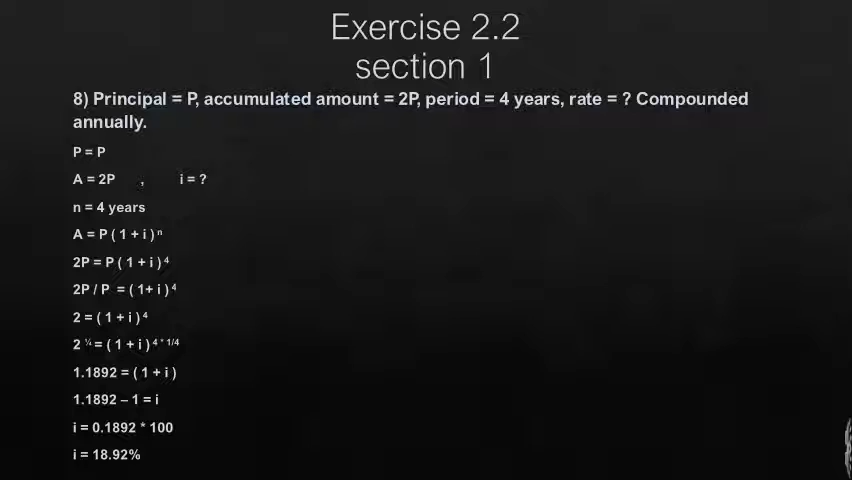 Exercise 2.2
section 1
8) Principal = P, accumulated amount = 2P, period = 4 years, rate = ? Compounded
annually.
P = P
A = 2P , i = ?
n = 4 years
A = P ( 1 + i ) ⁿ
2P = P ( 1 + i ) ⁴
2P / P = ( 1+ i ) ⁴
2 = ( 1 + i ) ⁴
2 ^¼ = ( 1 + i ) ^4 * 1/4
1.1892 = ( 1 + i )
1.1892 – 1 = i
i = 0.1892 * 100
i = 18.92%